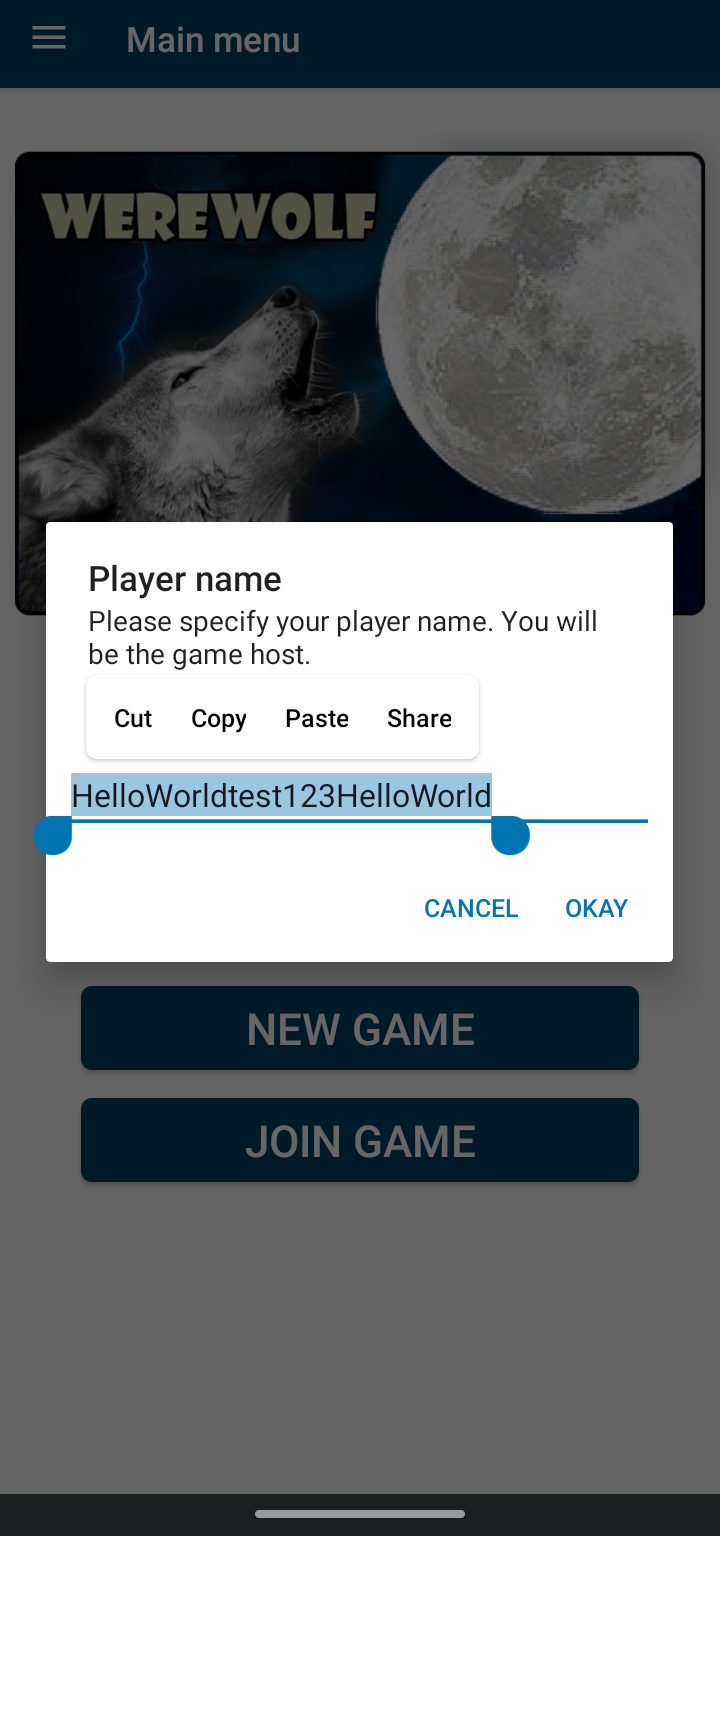 Main menu
WEREWOLF
Player name
Please specify your player name. You will
be the game host.
Cut Copy Paste Share
HelloWorldtest123HelloWorld
CANCEL OKAY
NEW GAME
JOIN GAME